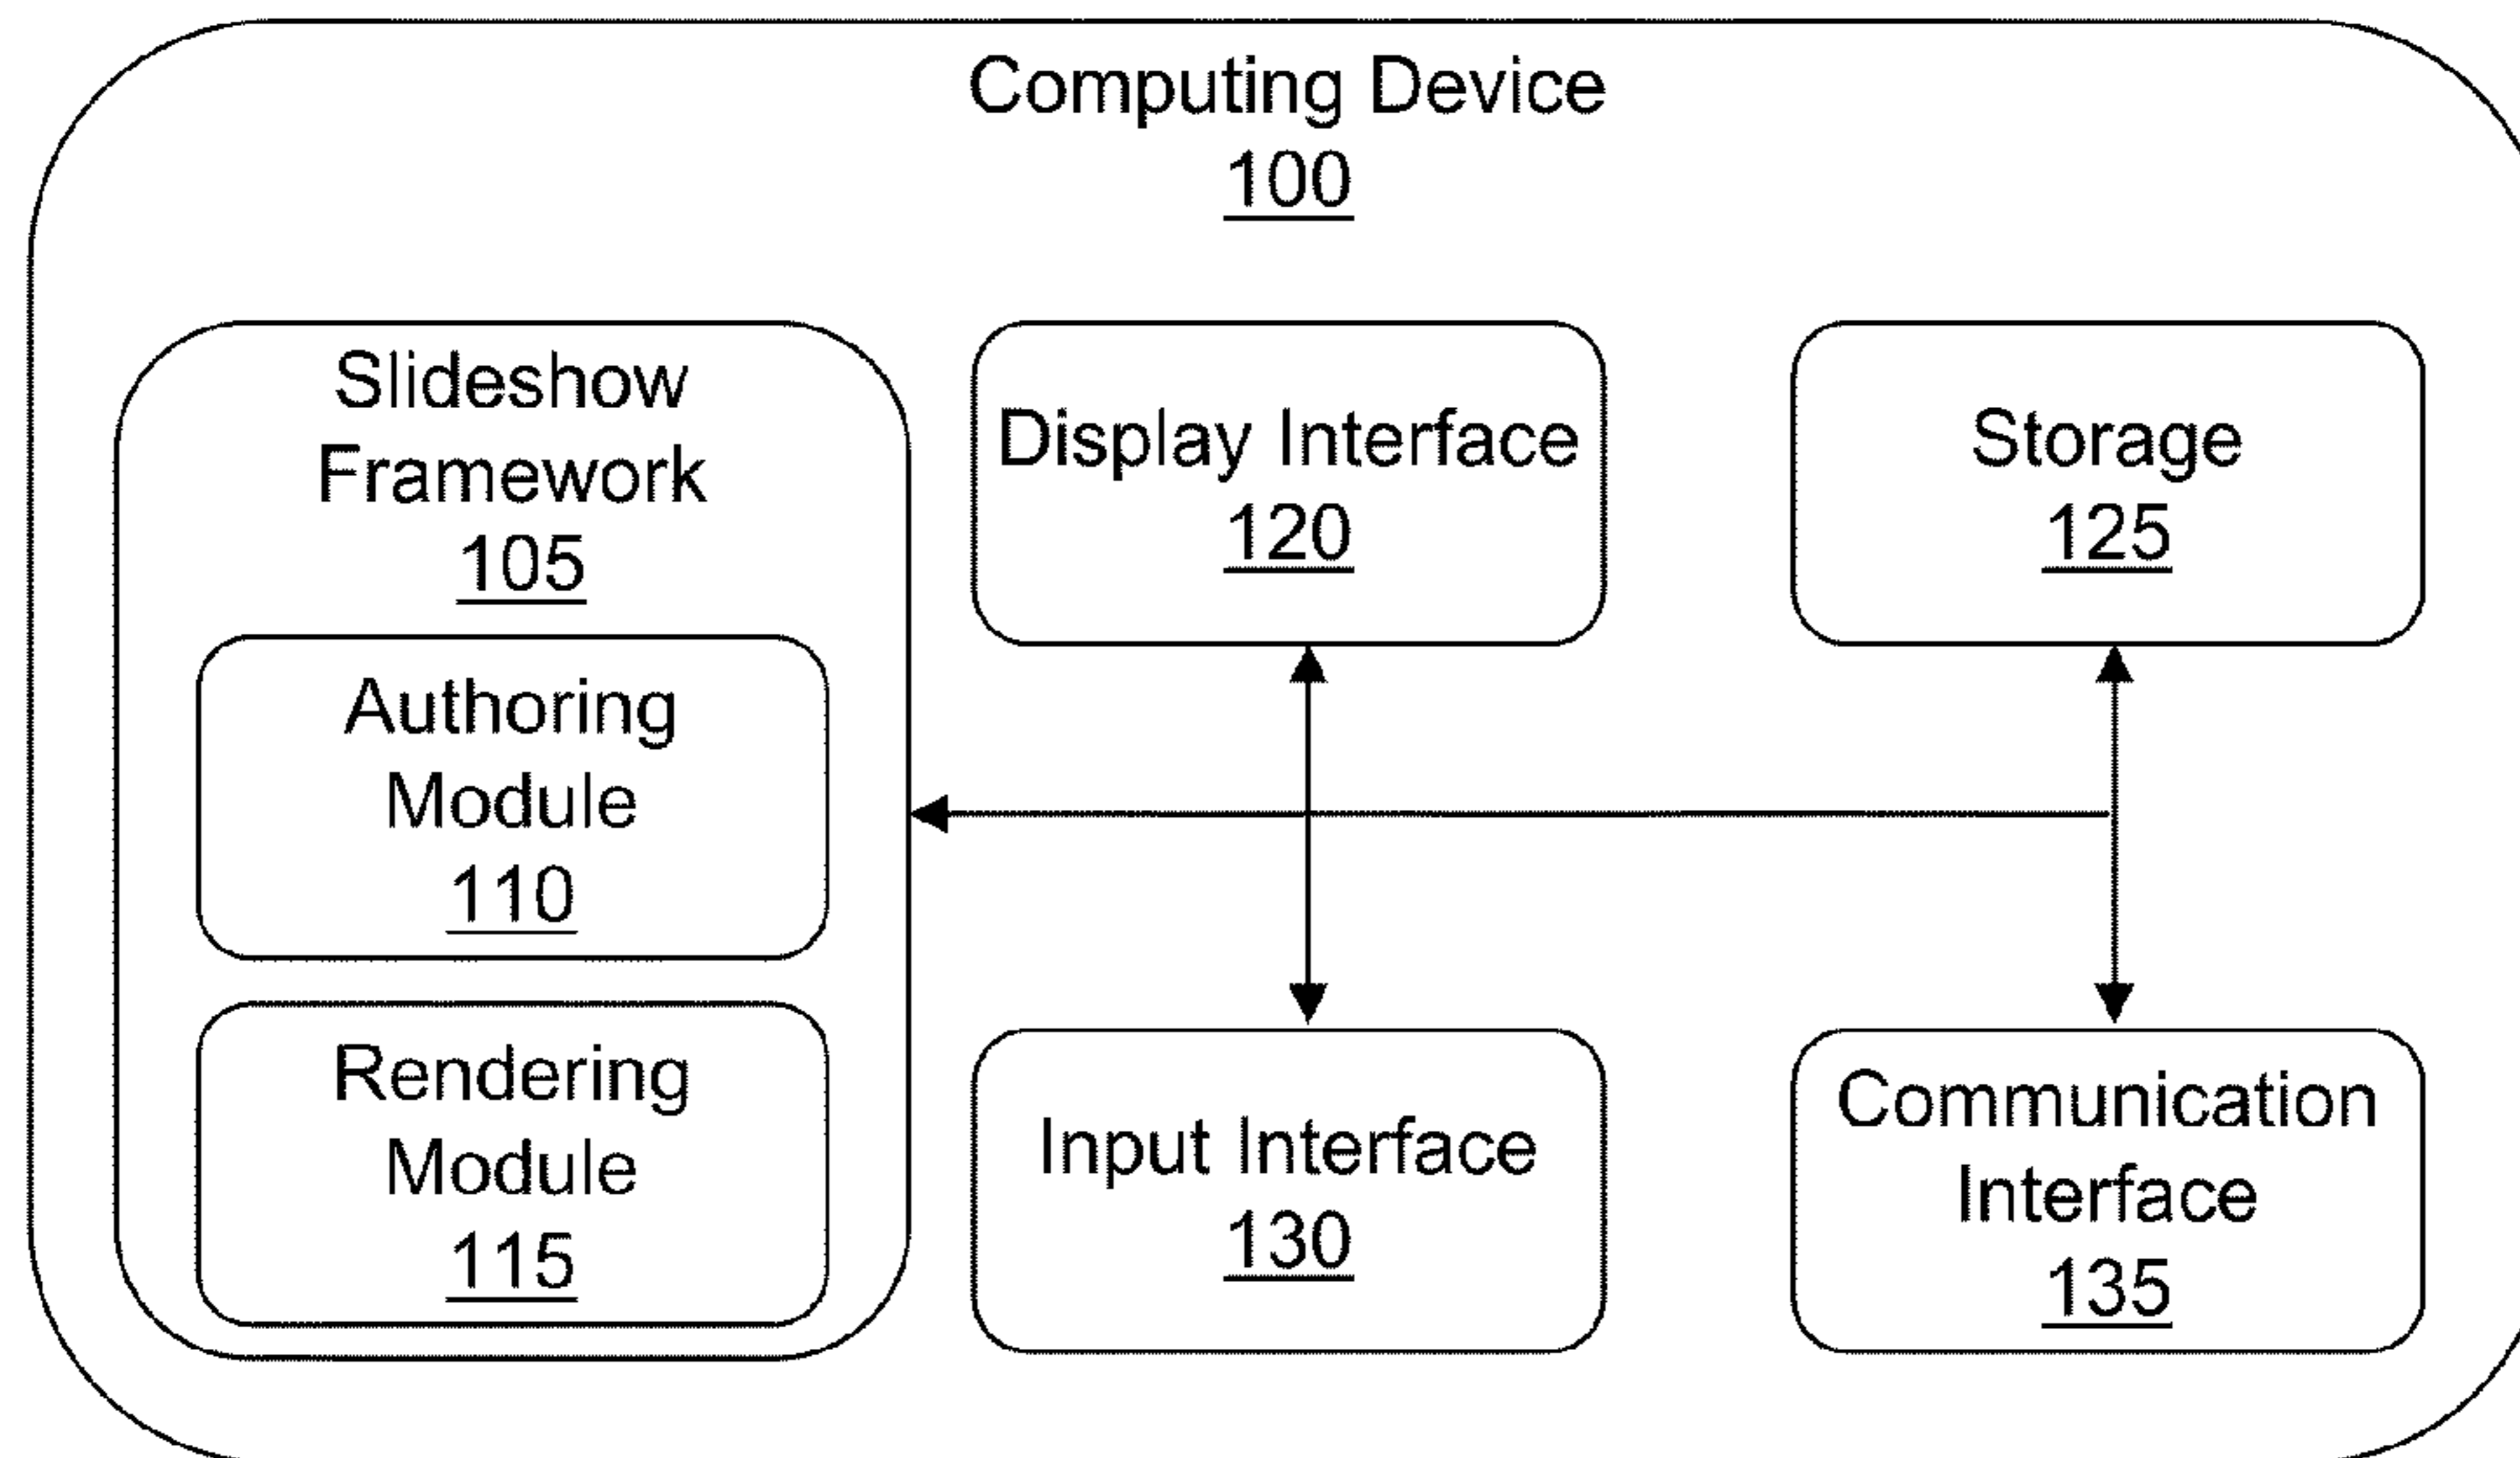 Computing Device
100
Slideshow
Framework
105
Authoring
Module
110
Rendering
Module
115
Display Interface
120
Storage
125
Input Interface
130
Communication
Interface
135